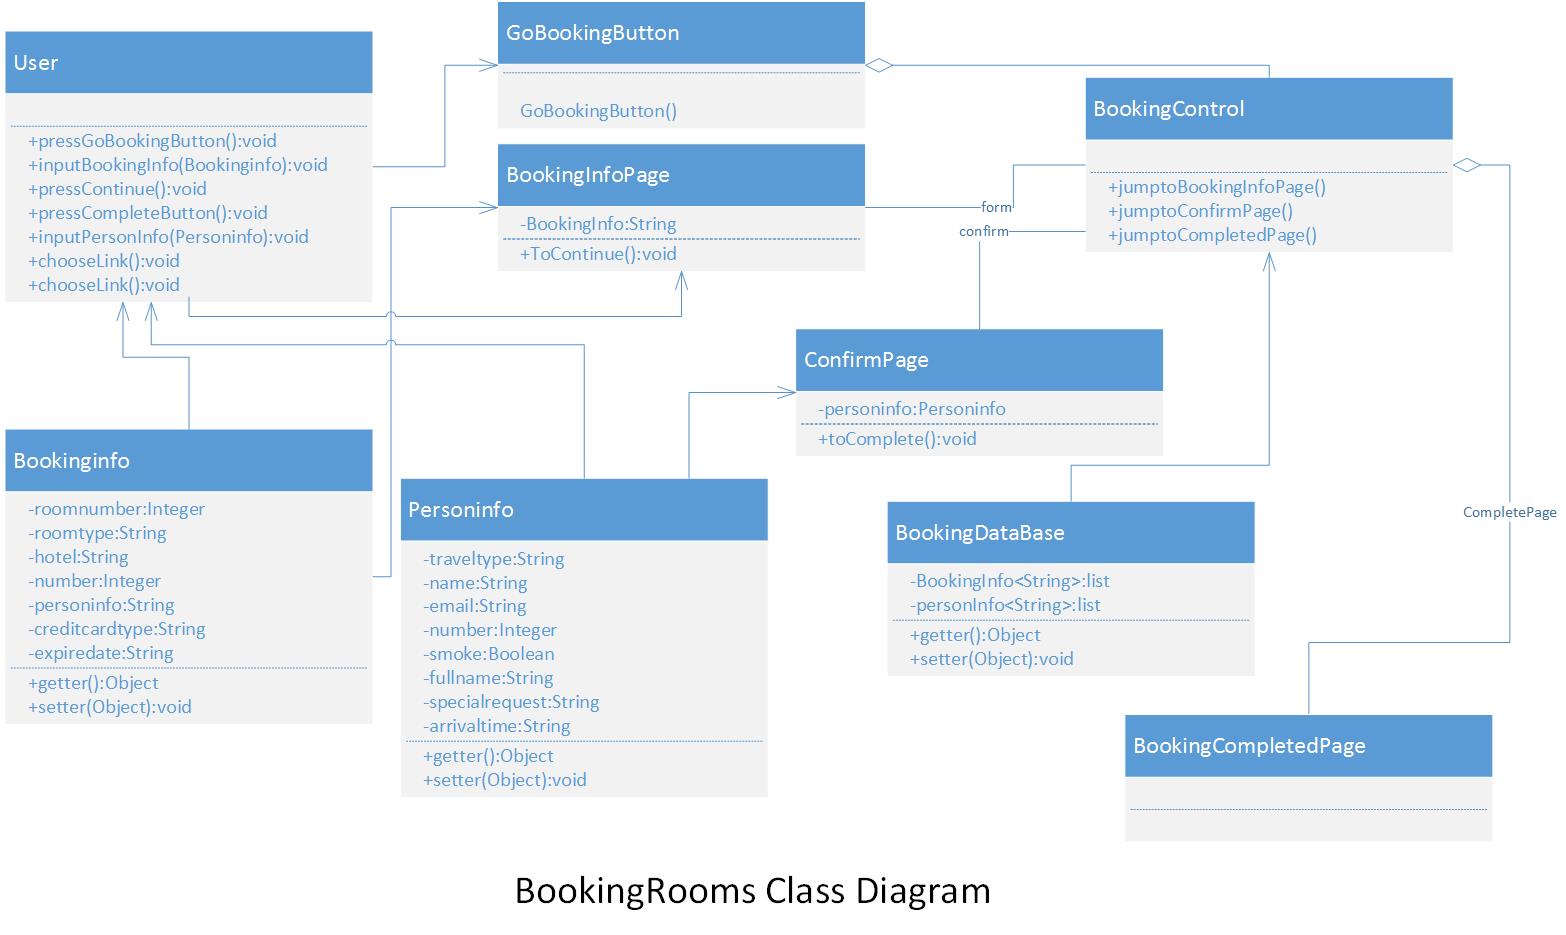 User
+pressGoBookingButton():void
+inputBookingInfo(Bookinginfo):void
+pressContinue():void
+pressCompleteButton():void
+inputPersonInfo(Personinfo):void
+chooseLink():void
+chooseLink():void
GoBookingButton
GoBookingButton()
BookingInfoPage
-BookingInfo:String
+ToContinue():void
BookingControl
+jumptoBookingInfoPage()
+jumptoConfirmPage()
+jumptoCompletedPage()
form
confirm
ConfirmPage
-personinfo:Personinfo
+toComplete():void
Bookinginfo
-roomnumber:Integer
-roomtype:String
-hotel:String
-number:Integer
-personinfo:String
-creditcardtype:String
-expiredate:String
+getter():Object
+setter(Object):void
Personinfo
-traveltype:String
-name:String
-email:String
-number:Integer
-smoke:Boolean
-fullname:String
-specialrequest:String
-arrivaltime:String
+getter():Object
+setter(Object):void
BookingDataBase
-BookingInfo<String>:list
-personInfo<String>:list
+getter():Object
+setter(Object):void
CompletePage
BookingCompletedPage
BookingRooms Class Diagram